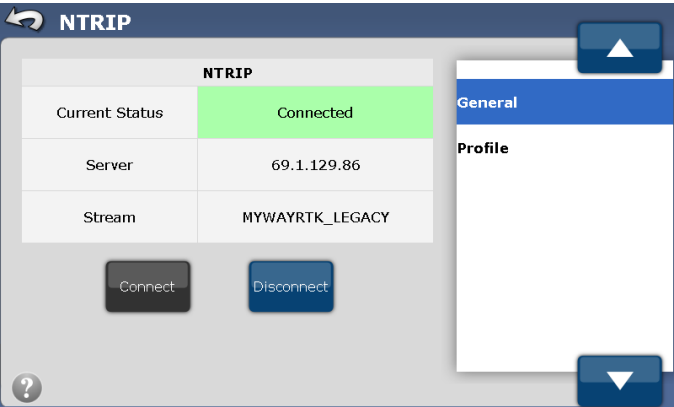 NTRIP
NTRIP
Current Status Connected
Server 69.1.129.86
Stream MYWAYRTK_LEGACY
Connect Disconnect
General
Profile
?